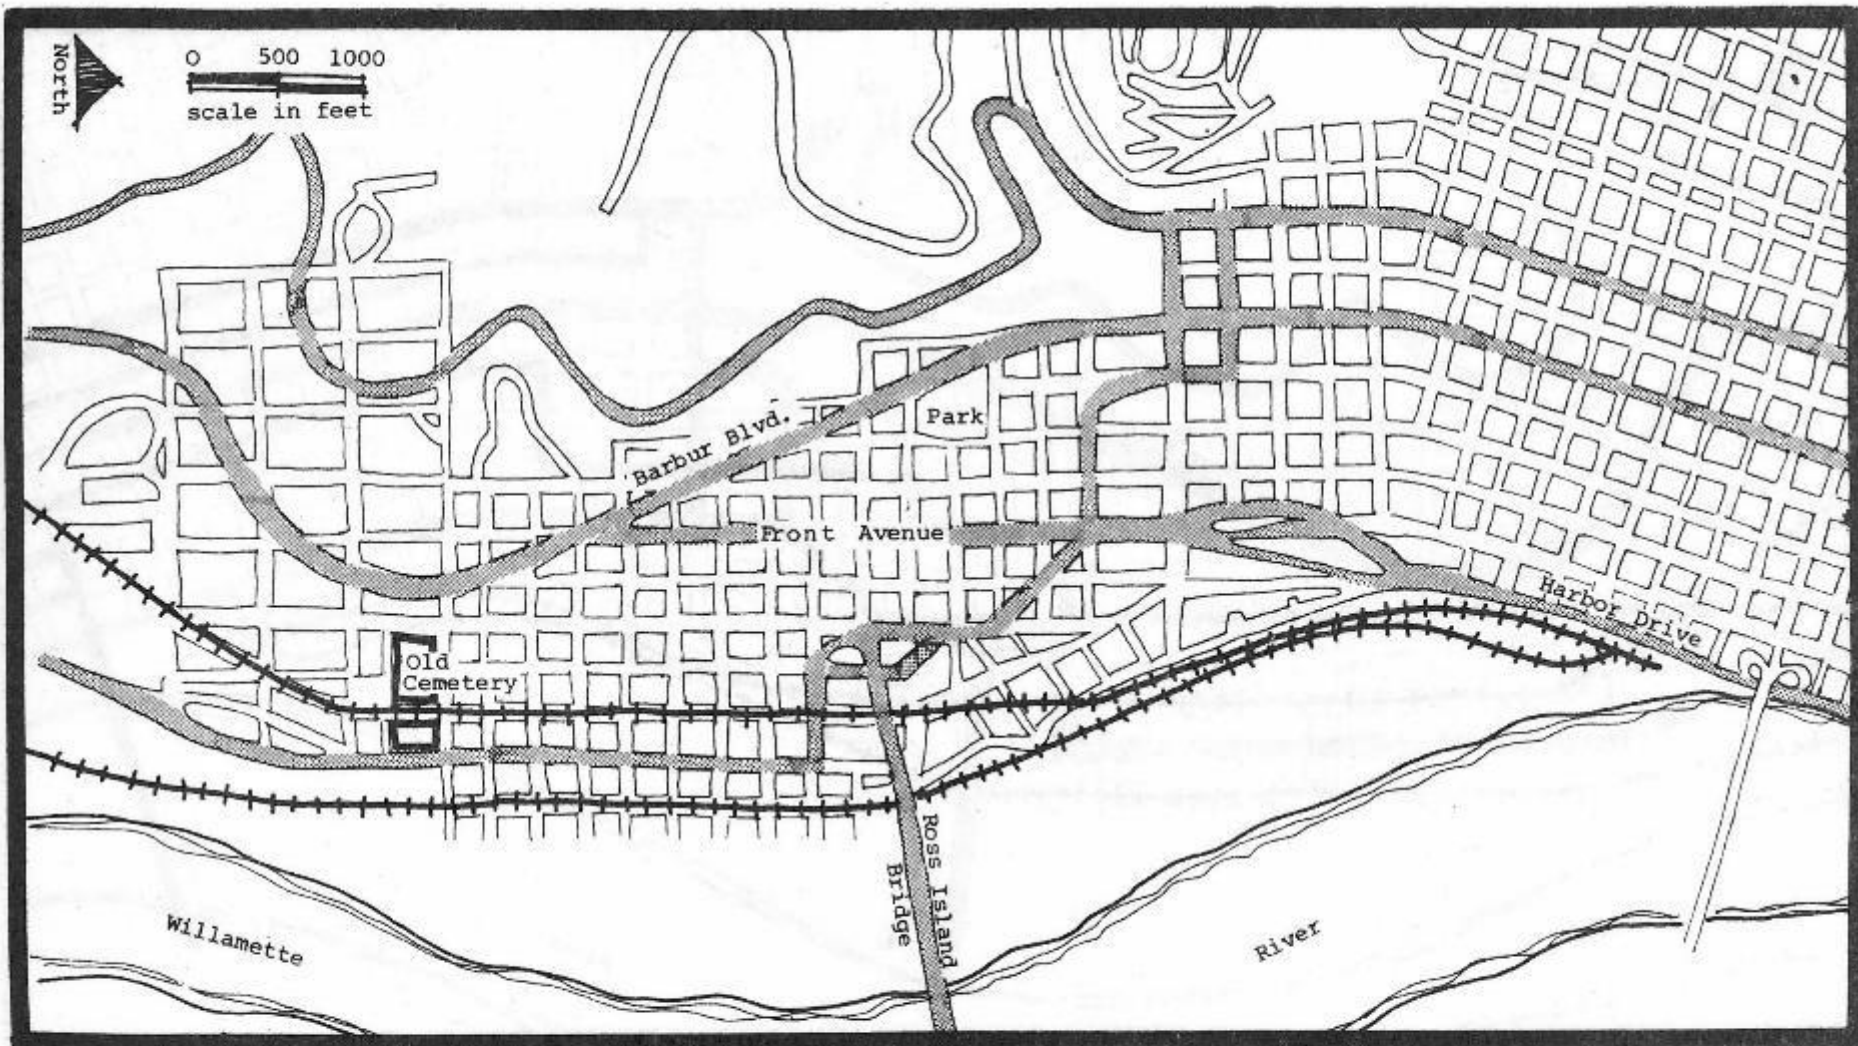 North
0 500 1000
scale in feet
Barbur Blvd.
Park
Front Avenue
Harbor Drive
Old
Cemetery
Ross Island
Bridge
Willamette
River